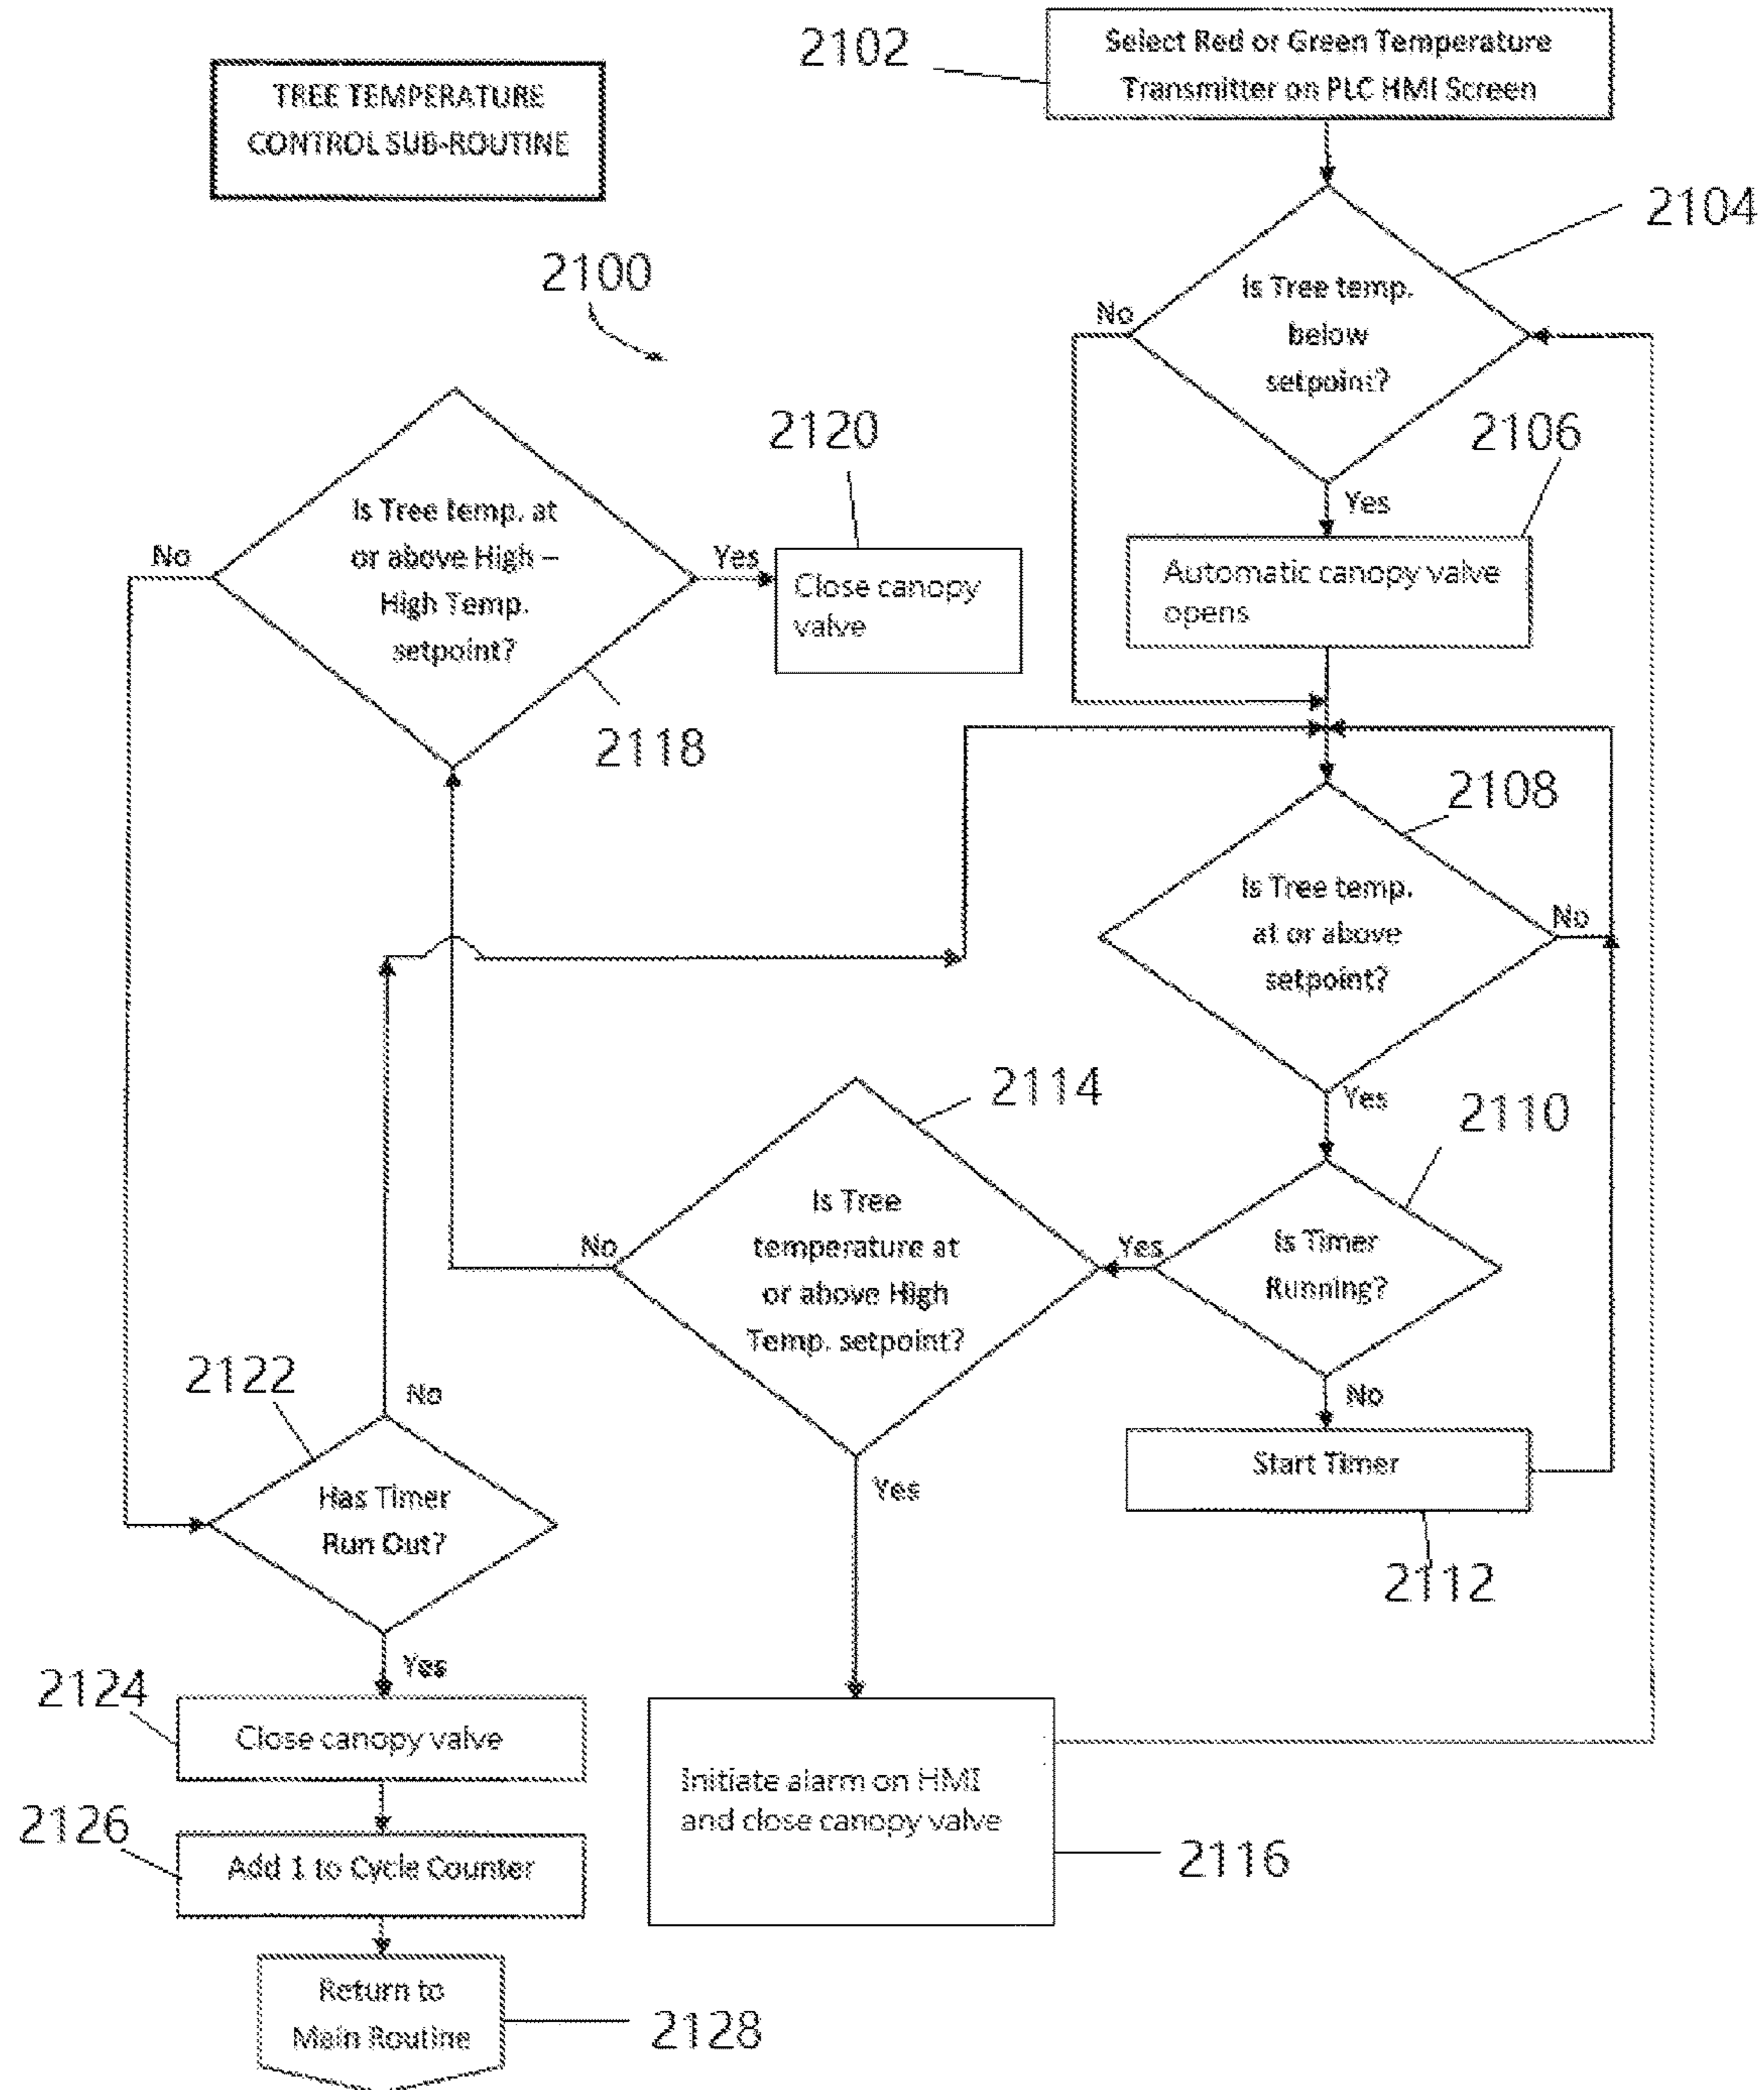 2102
Select Red or Green Temperature
Transmitter on PLC HMI Screen
TREE TEMPERATURE
CONTROL SUB-ROUTINE
2104
2100
Is Tree temp.
below
setpoint?
No
Yes
2106
Automatic canopy valve
opens
2120
Close canopy
valve
Is Tree temp. at
or above High –
High Temp.
setpoint?
No
Yes
2118
2108
Is Tree temp.
at or above
setpoint?
No
Yes
2114
2110
Is Timer
Running?
Yes
No
Is Tree
temperature at
or above High
Temp. setpoint?
No
Yes
Start Timer
2112
2122
No
Has Timer
Run Out?
Yes
2124
Close canopy valve
Initiate alarm on HMI
and close canopy valve
2116
2126
Add 1 to Cycle Counter
Return to
Main Routine
2128